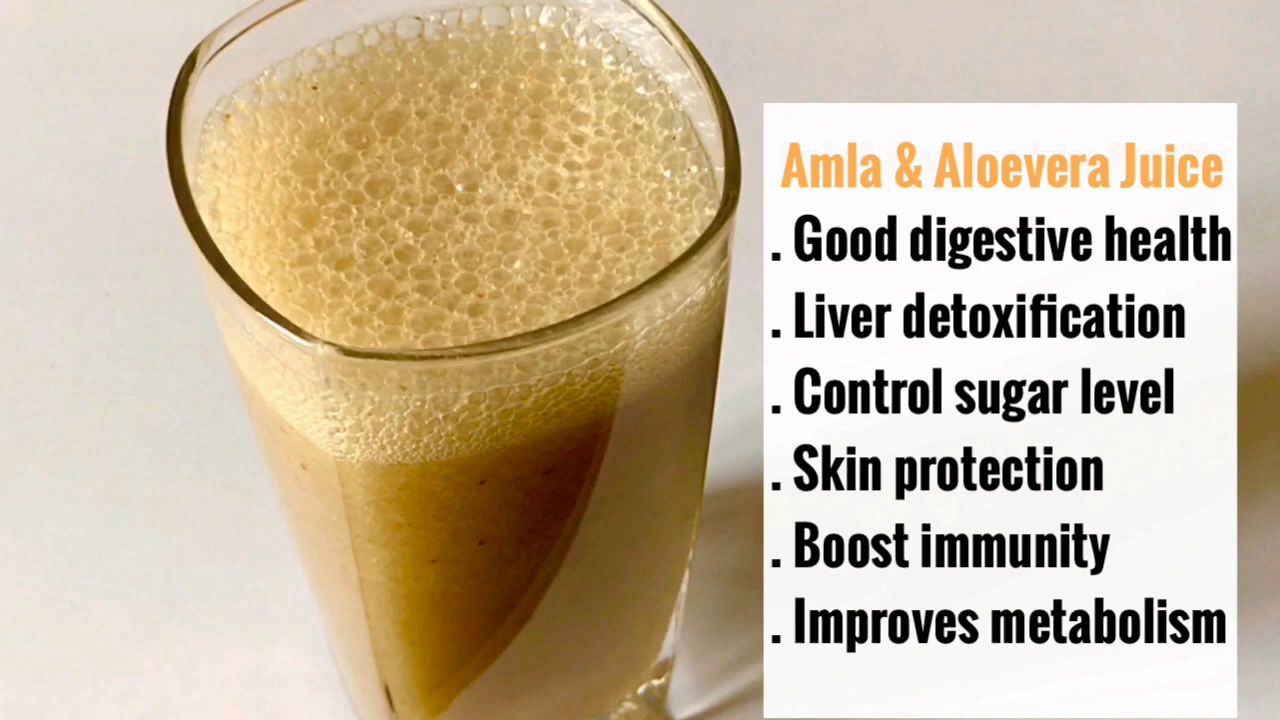 Amla & Aloevera Juice
. Good digestive health
. Liver detoxification
. Control sugar level
. Skin protection
. Boost immunity
. Improves metabolism